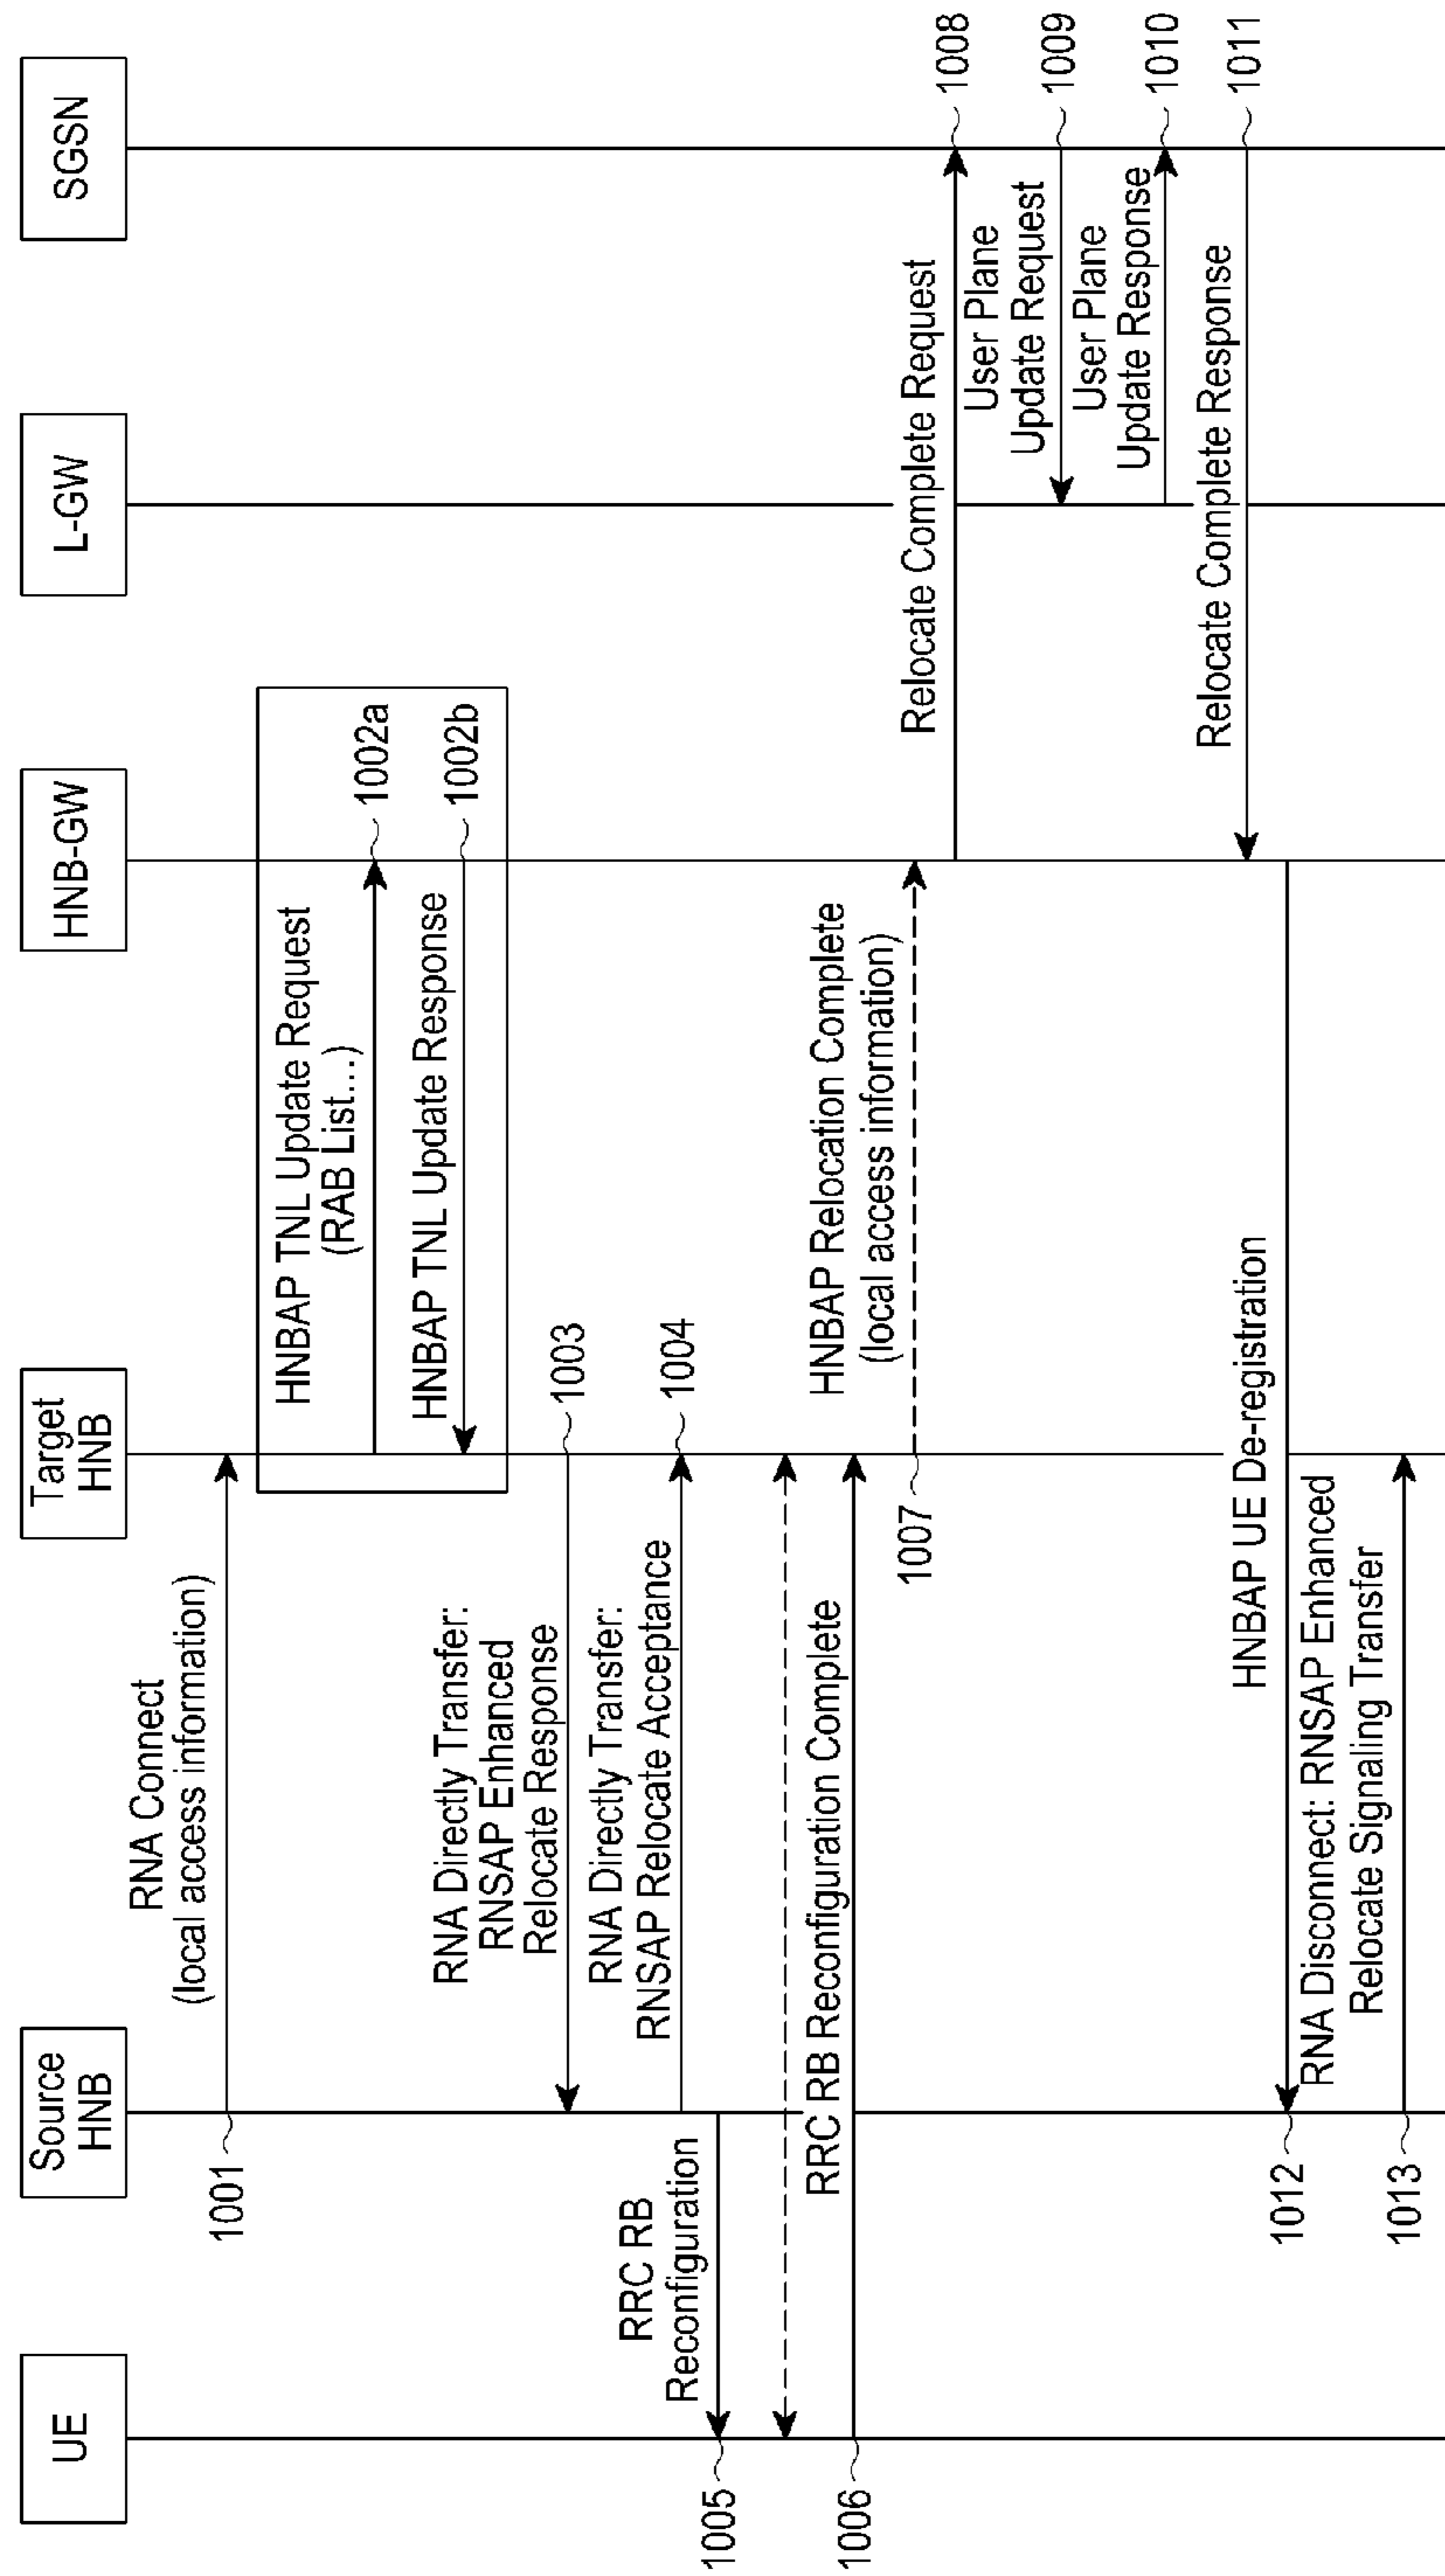 UE
Source
HNB
Target
HNB
HNB-GW
L-GW
SGSN
RNA Connect
(local access information)
1001
HNBAP TNL Update Request
(RAB List...)
1002a
HNBAP TNL Update Response
1002b
RNA Directly Transfer:
RNSAP Enhanced
Relocate Response
1003
RNA Directly Transfer:
RNSAP Relocate Acceptance
1004
RRC RB
Reconfiguration
1005
RRC RB Reconfiguration Complete
1006
HNBAP Relocation Complete
(local access information)
1007
Relocate Complete Request
1008
User Plane
Update Request
1009
User Plane
Update Response
1010
Relocate Complete Response
1011
HNBAP UE De-registration
1012
RNA Disconnect: RNSAP Enhanced
Relocate Signaling Transfer
1013